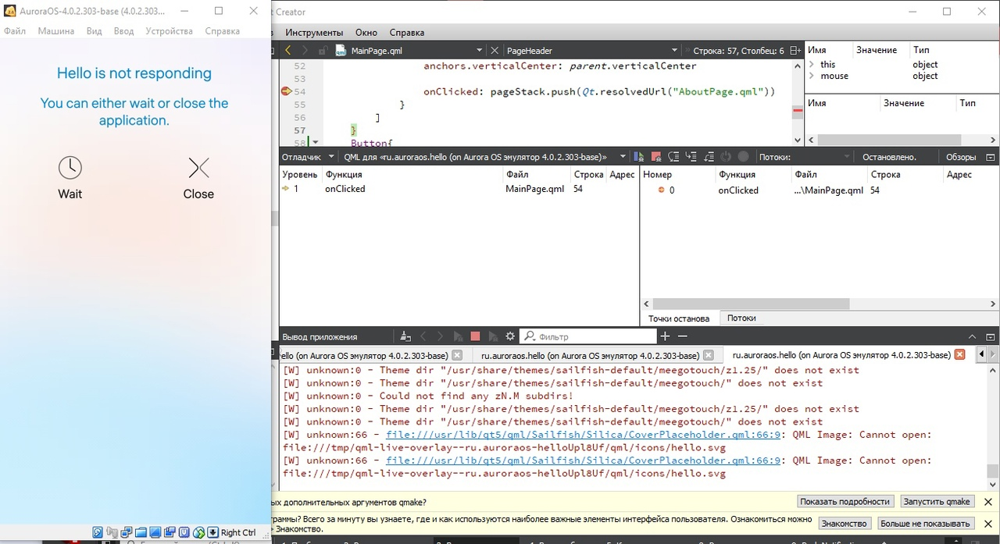 AuroraOS-4.0.2.303-base (4.0.2.303...
Файл Машина Вид Ввод Устройства Справка
Hello is not responding
You can either wait or close the
application.
Wait Close
Right Ctrl
t Creator
Инструменты Окно Справка
MainPage.qml PageHeader Строка: 57, Столбец: 6
52 anchors.verticalCenter: parent.verticalCenter
53
54 onClicked: pageStack.push(Qt.resolvedUrl("AboutPage.qml"))
55 }
56 ]
57 }
58 Button{
Имя Значение Тип
this object
mouse object
Имя Значение Тип
Отладчик QML для «ru.auroraos.hello (on Aurora OS эмулятор 4.0.2.303-base)» Потоки: Остановлено. Обзоры
Уровень Функция Файл Строка Адрес
1 onClicked MainPage.qml 54
Номер Функция Файл Строка Адрес
0 onClicked ...\MainPage.qml 54
Точки останова Потоки
Вывод приложения Фильтр
ello (on Aurora OS эмулятор 4.0.2.303-base) ru.auroraos.hello (on Aurora OS эмулятор 4.0.2.303-base) ru.auroraos.hello (on Aurora OS эмулятор 4.0.2.303-base)
[W] unknown:0 - Theme dir "/usr/share/themes/sailfish-default/meegotouch/z1.25/" does not exist
[W] unknown:0 - Theme dir "/usr/share/themes/sailfish-default/meegotouch/" does not exist
[W] unknown:0 - Could not find any zN.M subdirs!
[W] unknown:0 - Theme dir "/usr/share/themes/sailfish-default/meegotouch/z1.25/" does not exist
[W] unknown:0 - Theme dir "/usr/share/themes/sailfish-default/meegotouch/" does not exist
[W] unknown:66 - file:///usr/lib/qt5/qml/Sailfish/Silica/CoverPlaceholder.qml:66:9: QML Image: Cannot open:
file:///tmp/qml-live-overlay--ru.auroraos-helloUpl8Uf/qml/icons/hello.svg
[W] unknown:66 - file:///usr/lib/qt5/qml/Sailfish/Silica/CoverPlaceholder.qml:66:9: QML Image: Cannot open:
file:///tmp/qml-live-overlay--ru.auroraos-helloUpl8Uf/qml/icons/hello.svg
ых дополнительных аргументов qmake? Показать подробности Запустить qmake
граммы? Всего за минуту вы узнаете, где и как используются наиболее важные элементы интерфейса пользователя. Ознакомиться можно Знакомство Больше не показывать